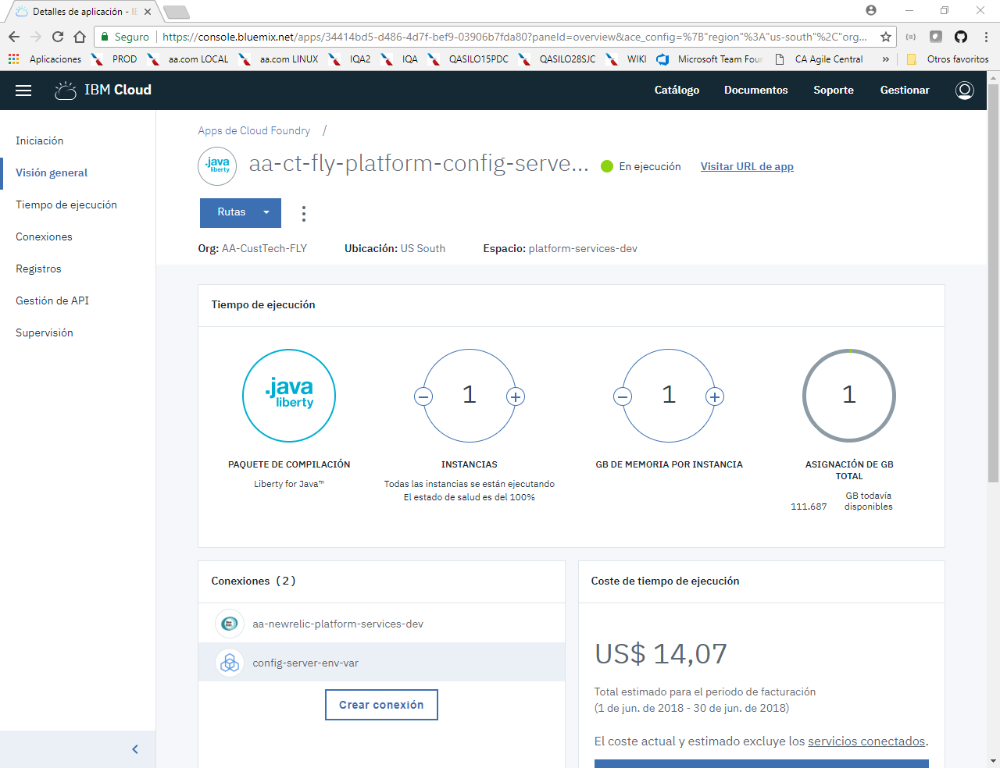 Detalles de aplicación - IE
Seguro
https://console.bluemix.net/apps/34414bd5-d486-4d7f-bef9-03906b7fda80?paneId=overview&ace_config=%7B"region"%3A"us-south"%2C"org...
Aplicaciones PROD aa.com LOCAL aa.com LINUX IQA2 IQA QASILO15PDC QASILO28SJC WIKI Microsoft Team Four CA Agile Central » Otros favoritos
IBM Cloud
Catálogo Documentos Soporte Gestionar
Iniciación
Visión general
Tiempo de ejecución
Conexiones
Registros
Gestión de API
Supervisión
Apps de Cloud Foundry /
.java
liberty
aa-ct-fly-platform-config-serve...
En ejecución
Visitar URL de app
Rutas
Org: AA-CustTech-FLY Ubicación: US South Espacio: platform-services-dev
Tiempo de ejecución
.java
liberty
PAQUETE DE COMPILACIÓN
Liberty for Java™
1
INSTANCIAS
Todas las instancias se están ejecutando
El estado de salud es del 100%
1
GB DE MEMORIA POR INSTANCIA
1
ASIGNACIÓN DE GB
TOTAL
111.687 GB todavía
disponibles
Conexiones (2)
aa-newrelic-platform-services-dev
config-server-env-var
Crear conexión
Coste de tiempo de ejecución
US$ 14,07
Total estimado para el periodo de facturación
(1 de jun. de 2018 - 30 de jun. de 2018)
El coste actual y estimado excluye los servicios conectados.